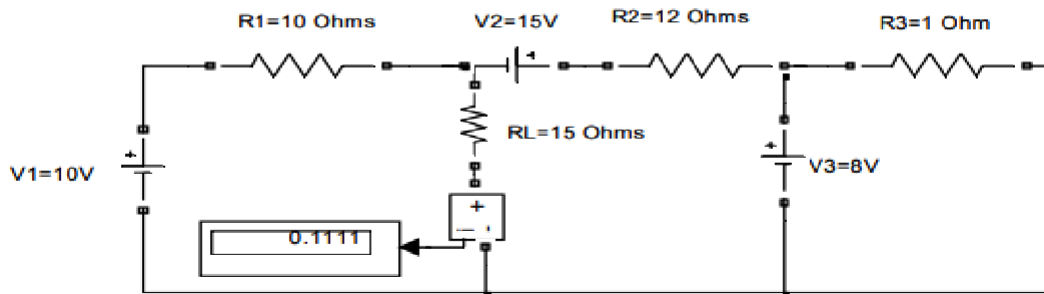 R1=10 Ohms
V2=15V
R2=12 Ohms
R3=1 Ohm
+
+
RL=15 Ohms
+
V1=10V
V3=8V
+
-
0.1111